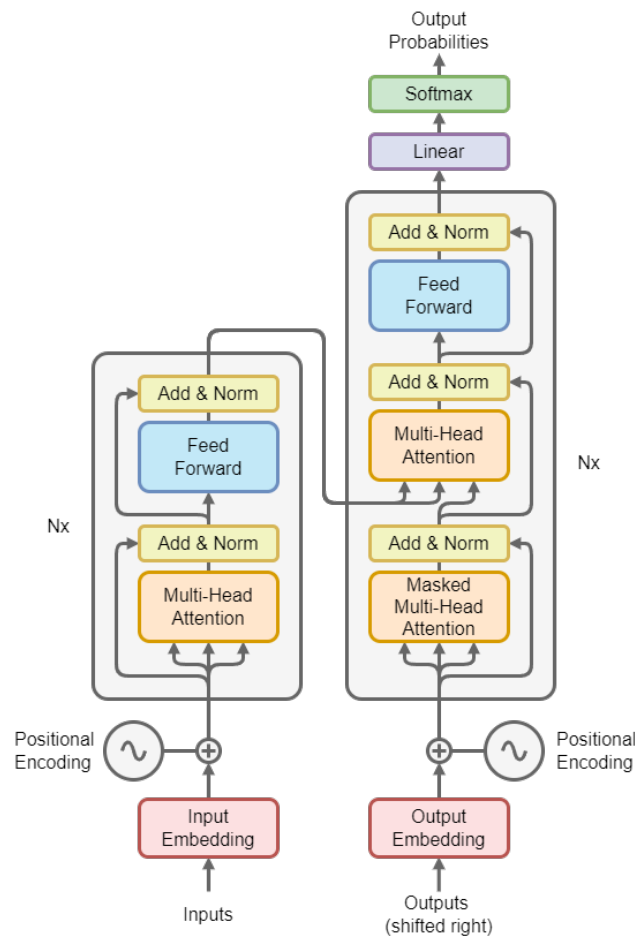 Output
Probabilities
Softmax
Linear
Add & Norm
Feed
Forward
Add & Norm
Multi-Head
Attention
Nx
Add & Norm
Masked
Multi-Head
Attention
Add & Norm
Feed
Forward
Nx
Add & Norm
Multi-Head
Attention
Positional
Encoding
Positional
Encoding
Input
Embedding
Output
Embedding
Inputs
Outputs
(shifted right)